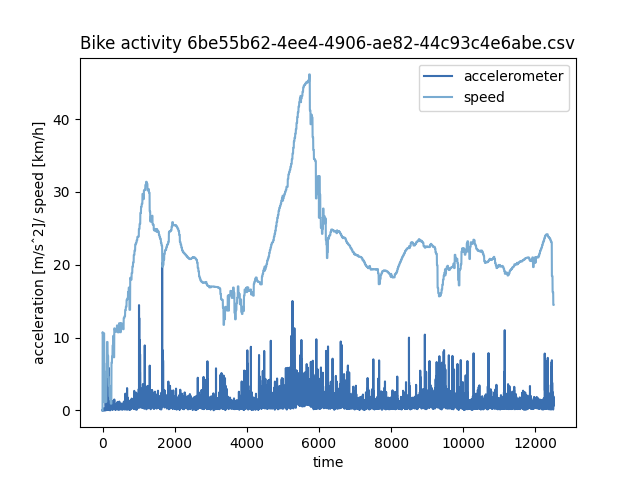 Bike activity 6be55b62-4ee4-4906-ae82-44c93c4e6abe.csv
accelerometer
speed
acceleration [m/s^2]/ speed [km/h]
40
30
20
10
0
0 2000 4000 6000 8000 10000 12000
time